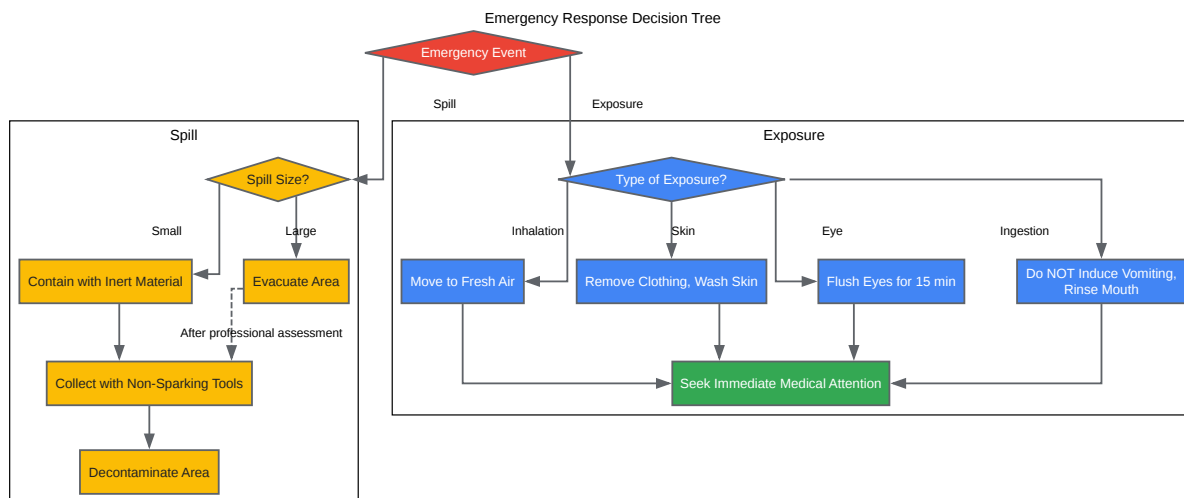 Emergency Response Decision Tree
Emergency Event
Spill
Exposure
Spill
Spill Size?
Small
Large
Contain with Inert Material
Evacuate Area
After professional assessment
Collect with Non-Sparking Tools
Decontaminate Area
Exposure
Type of Exposure?
Inhalation
Skin
Eye
Ingestion
Move to Fresh Air
Remove Clothing, Wash Skin
Flush Eyes for 15 min
Do NOT Induce Vomiting,
Rinse Mouth
Seek Immediate Medical Attention